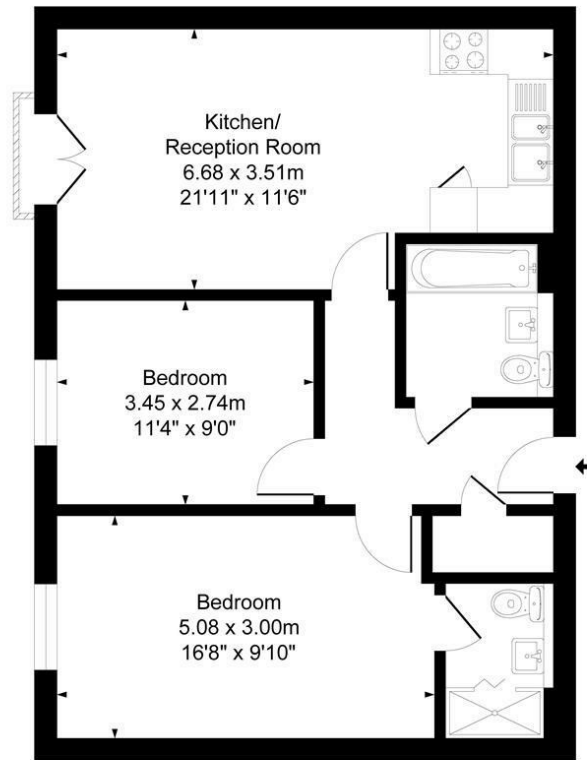 Kitchen/
Reception Room
6.68 x 3.51m
21'11" x 11'6"
Bedroom
3.45 x 2.74m
11'4" x 9'0"
Bedroom
5.08 x 3.00m
16'8" x 9'10"